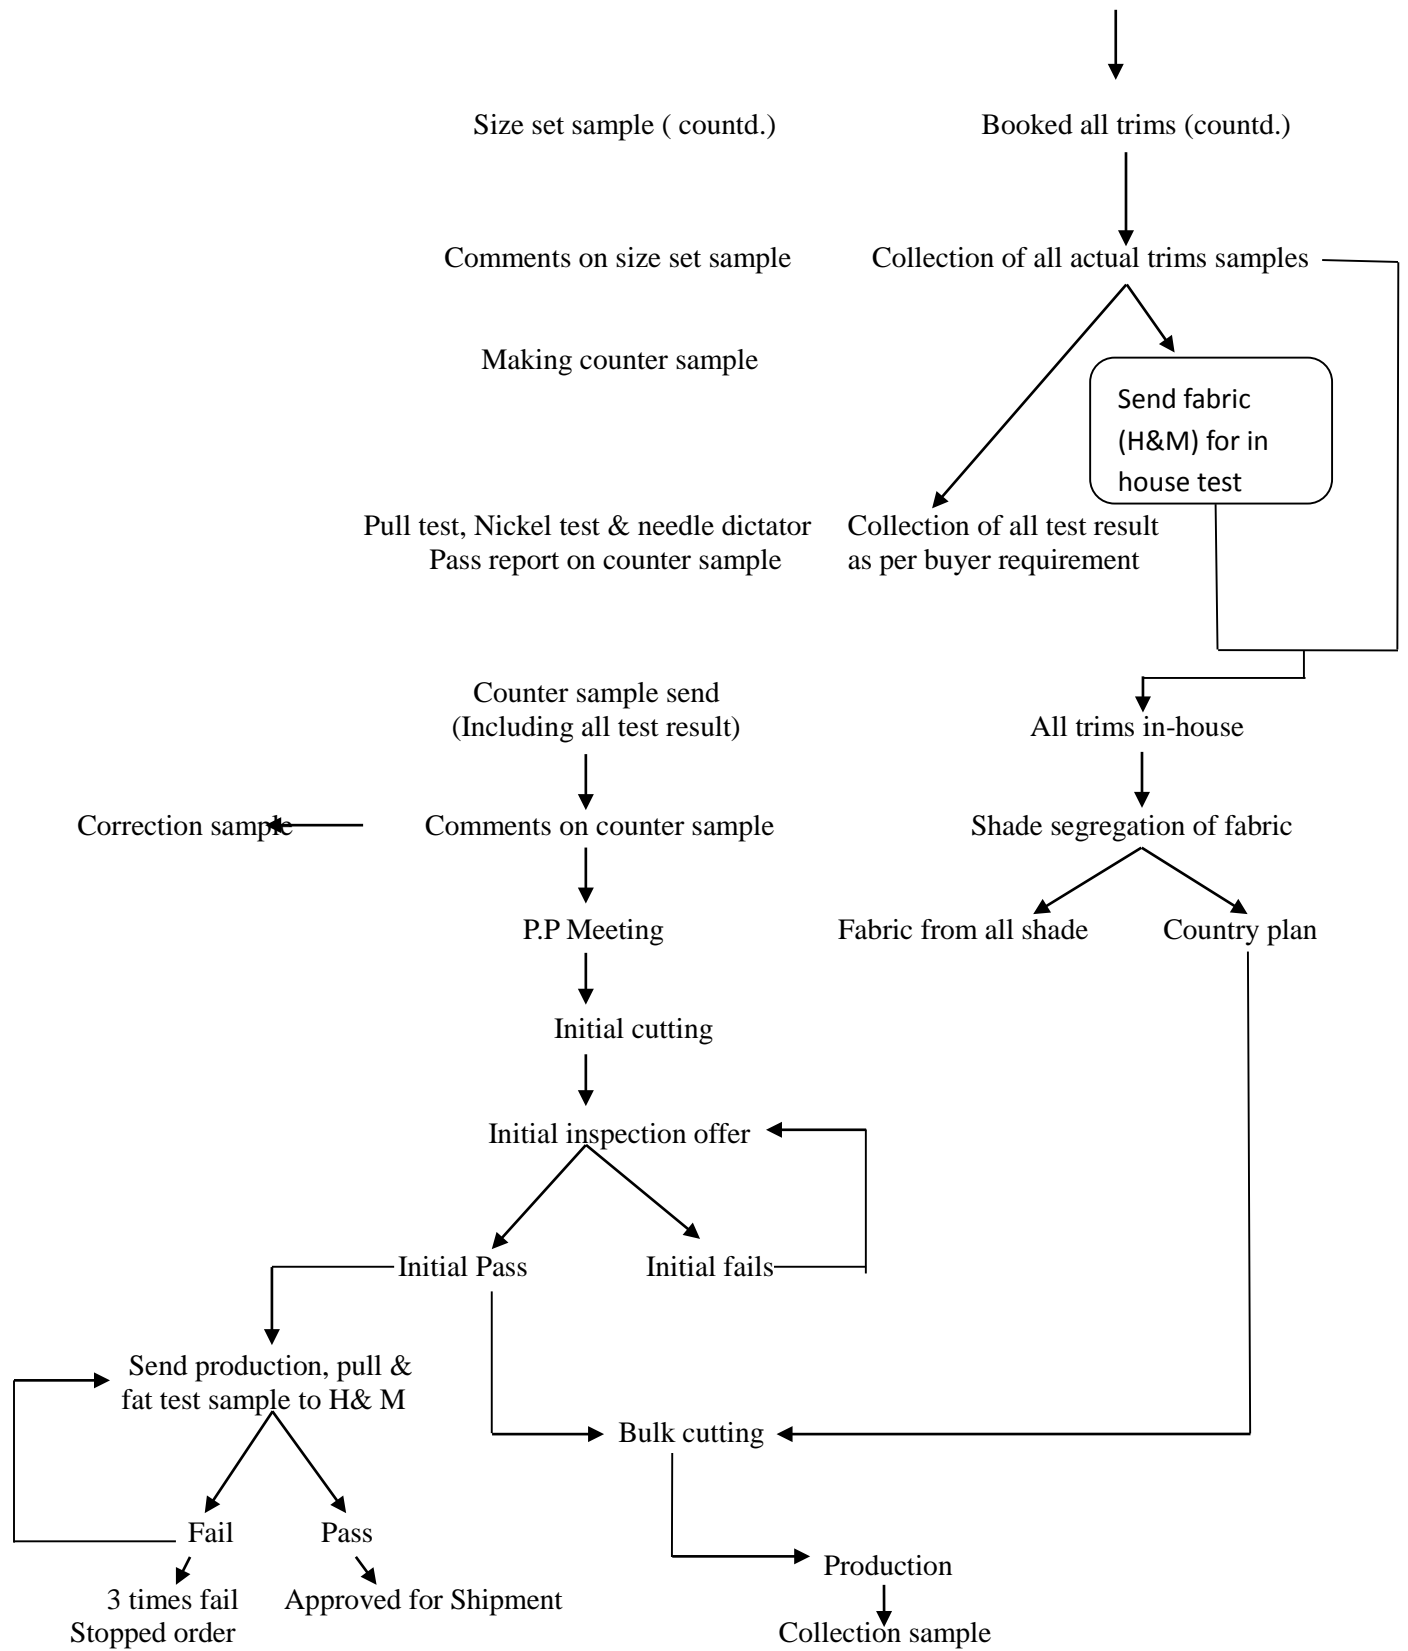 Size set sample ( countd.)
Booked all trims (countd.)
Comments on size set sample
Collection of all actual trims samples
Making counter sample
Send fabric
(H&M) for in
house test
Pull test, Nickel test & needle dictator
Pass report on counter sample
Collection of all test result
as per buyer requirement
Counter sample send
(Including all test result)
All trims in-house
Correction sample
Comments on counter sample
Shade segregation of fabric
P.P Meeting
Fabric from all shade
Country plan
Initial cutting
Initial inspection offer
Initial Pass
Initial fails
Send production, pull &
fat test sample to H& M
Bulk cutting
Fail
Pass
Production
3 times fail
Stopped order
Approved for Shipment
Collection sample